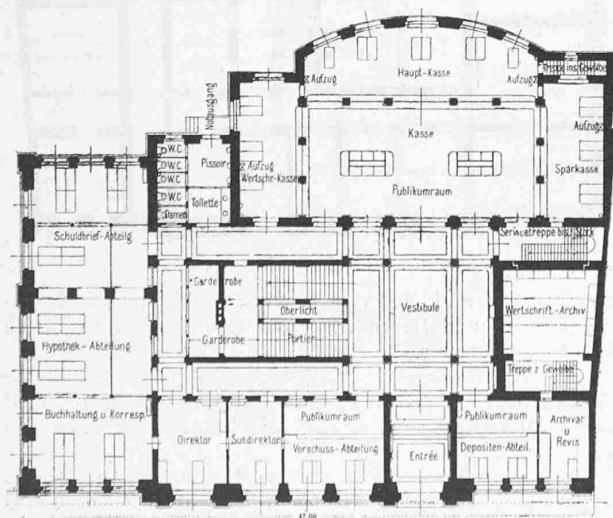 Aufzug
Haupt-Kasse
Aufzug
Treppe ins Gewölbe
Notausgang
Kasse
Aufzug
W.C
W.C
W.C
W.C
Damen
Pissoir
Toilette
Aufzug
Wertschr-Kasse
Publikumraum
Sparkasse
Schuldbrief-Abteilg
Servicetreppe bis I Stock
Garderobe
Oberlicht
Vestibule
Wertschrift-Archiv
Hypothek-Abteilung
Garderobe
Portier
Treppe z. Gewölbe
Buchhaltung u. Korresp.
Publikumraum
Publikumraum
Archivar
u
Revis
Direktor
Subdirektor
Vorschuss-Abteilung
Entrée
Depositen-Abteil.
47.00